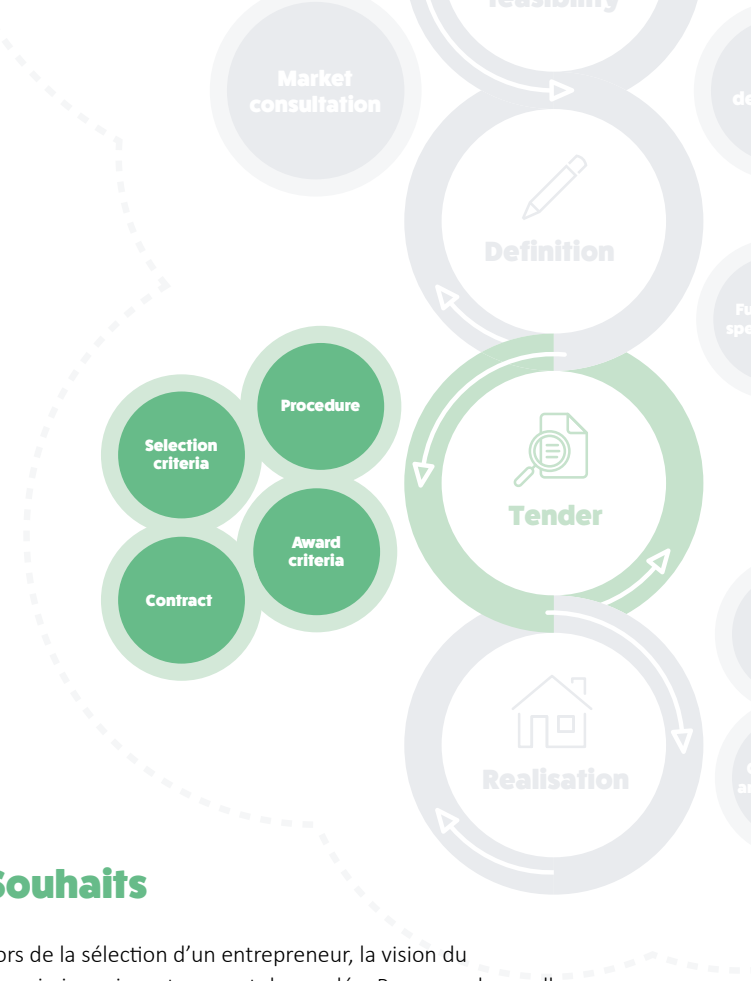 feasibility
Market
consultation
Definition
Procedure
Selection
criteria
Tender
Award
criteria
Contract
Realisation
Souhaits
ors de la sélection d'un entrepreneur, la vision du